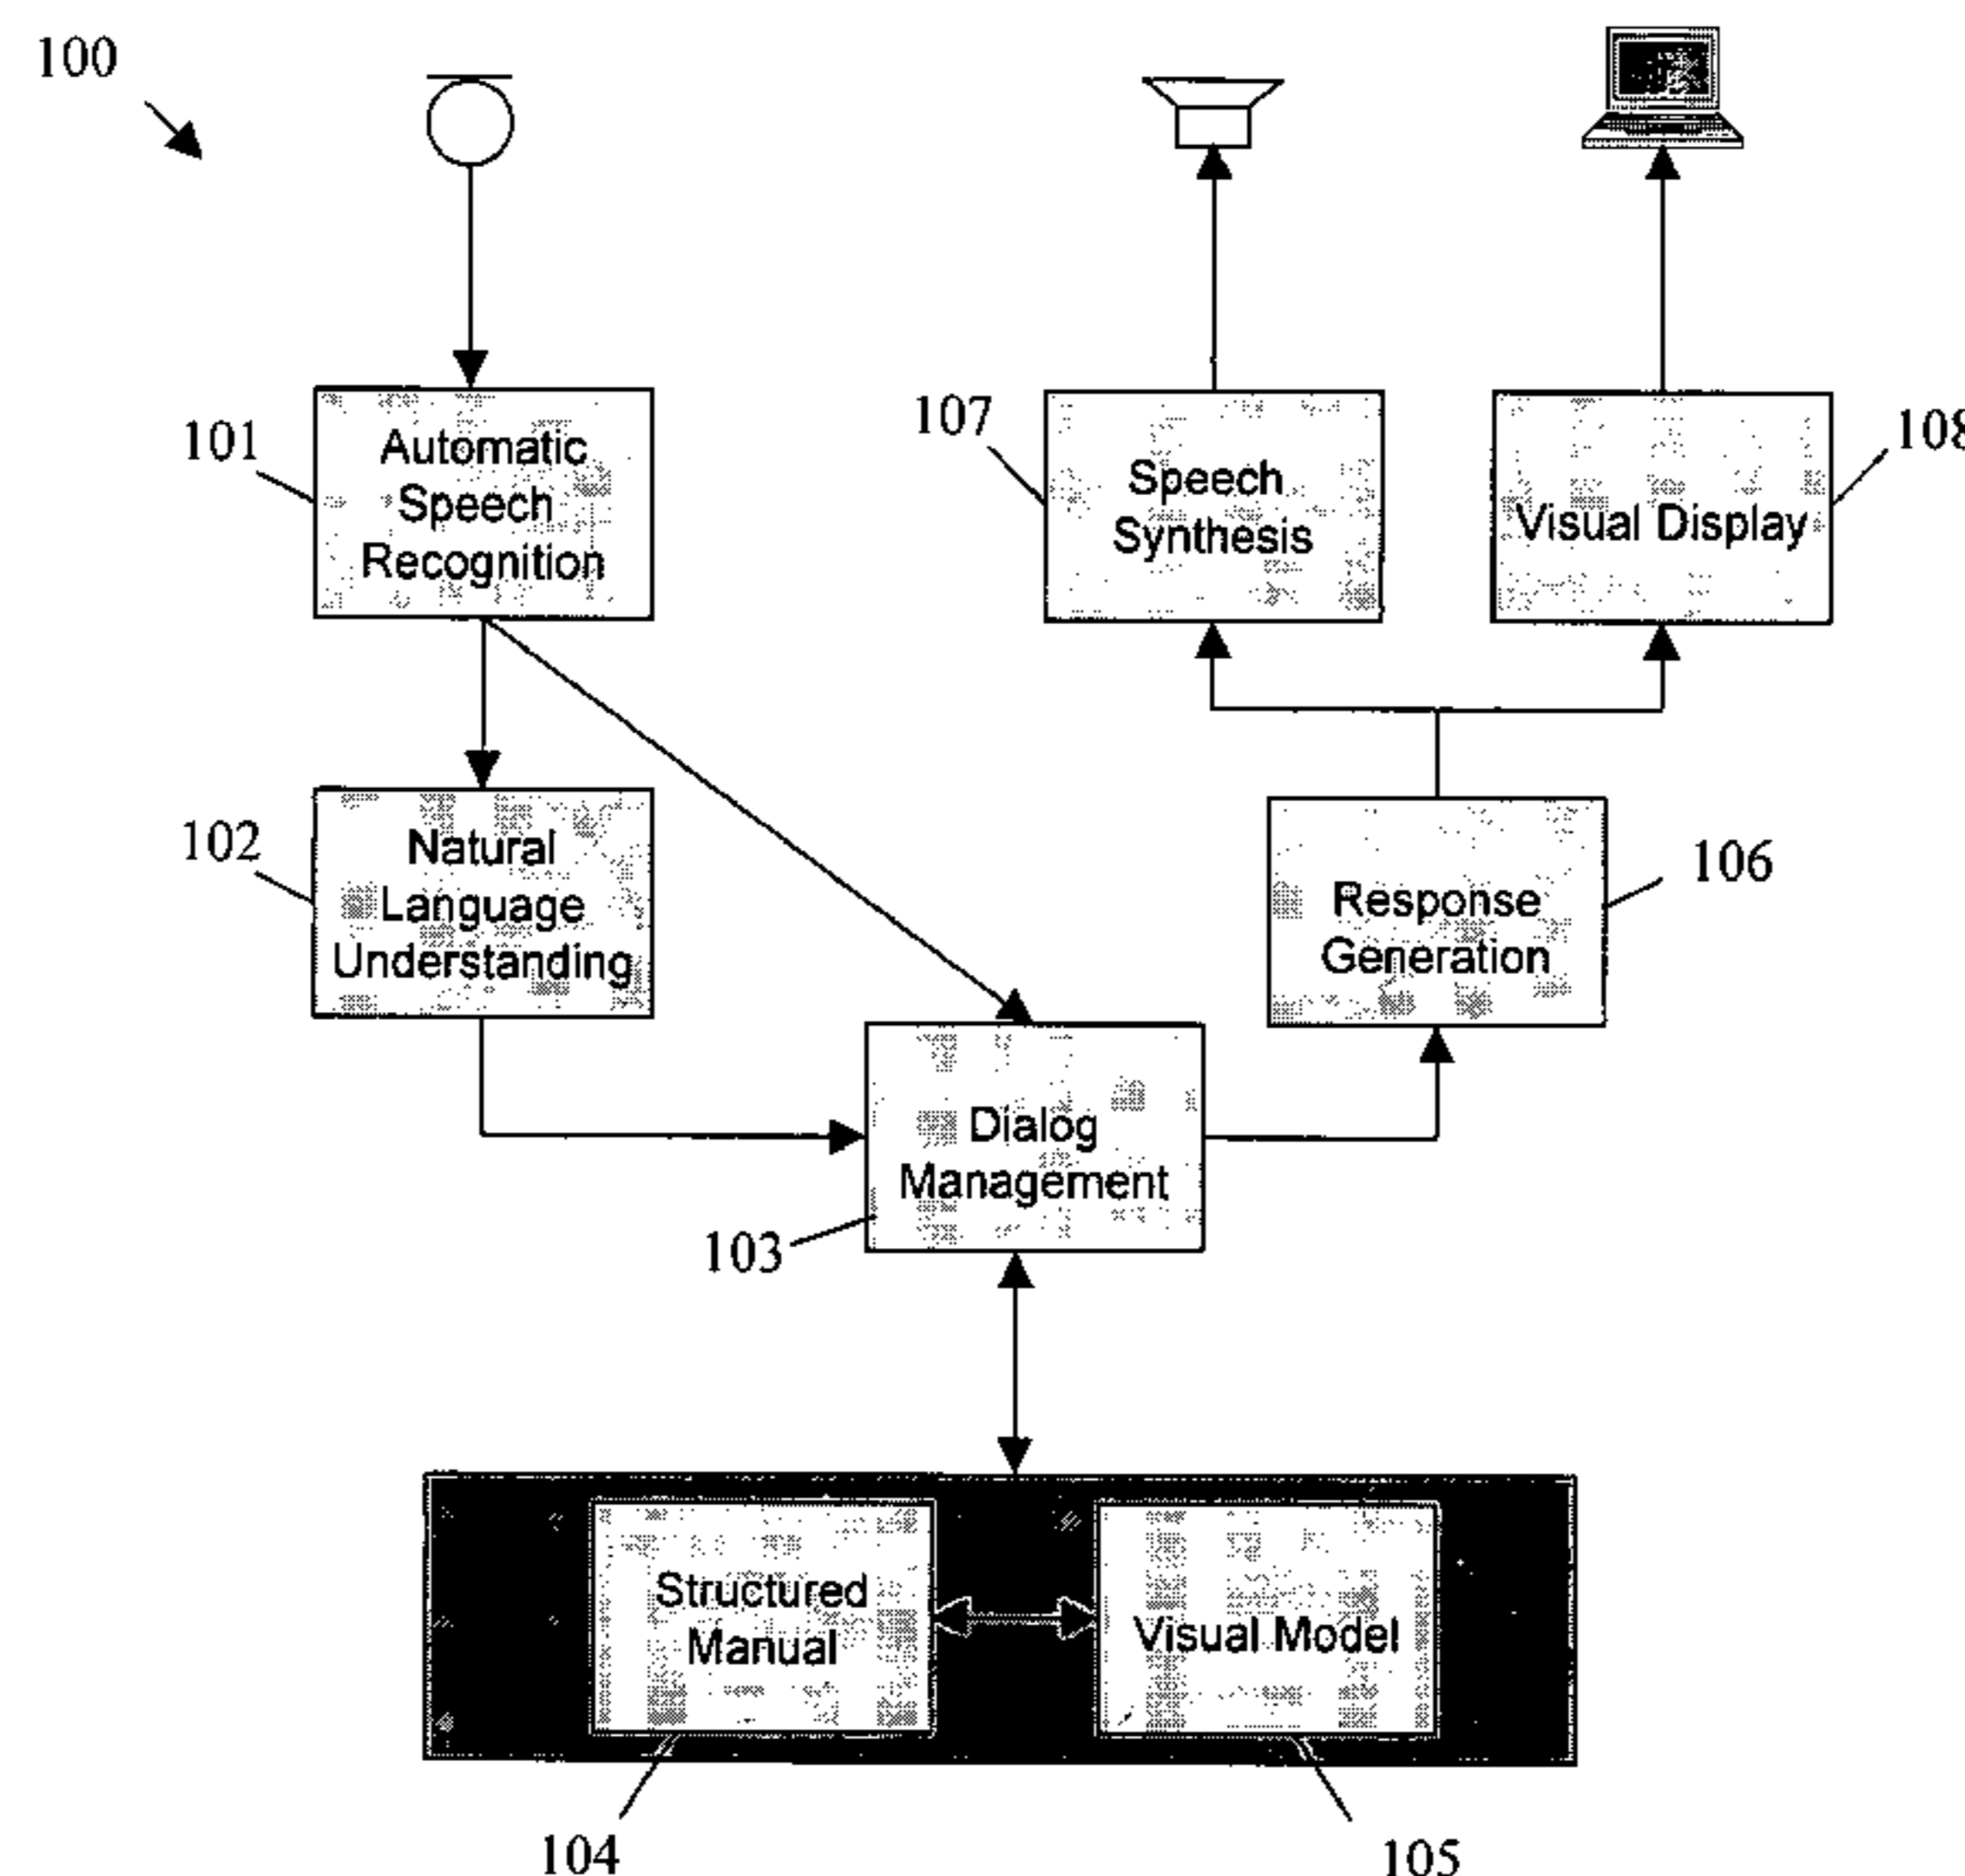 100
101
Automatic
Speech
Recognition
107
Speech
Synthesis
108
Visual Display
102
Natural
Language
Understanding
106
Response
Generation
103
Dialog
Management
Structured
Manual
Visual Model
104
105